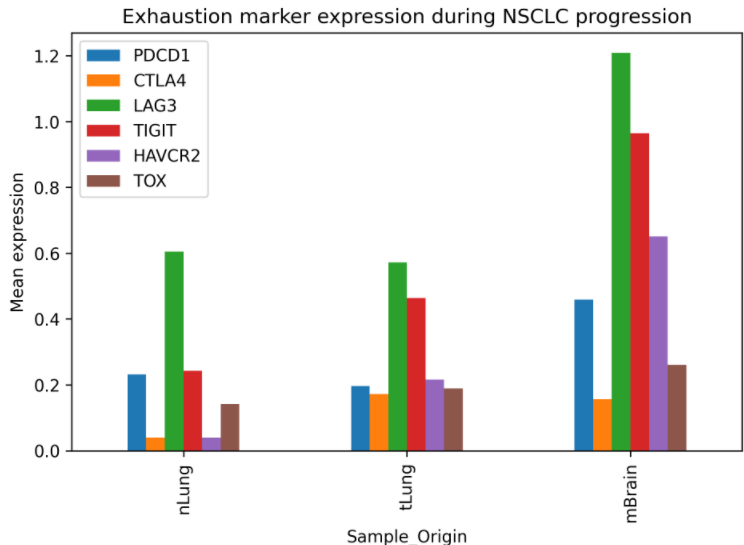 Exhaustion marker expression during NSCLC progression
PDCD1
CTLA4
LAG3
TIGIT
HAVCR2
TOX
Mean expression
1.2
1.0
0.8
0.6
0.4
0.2
0.0
nLung
tLung
mBrain
Sample_Origin